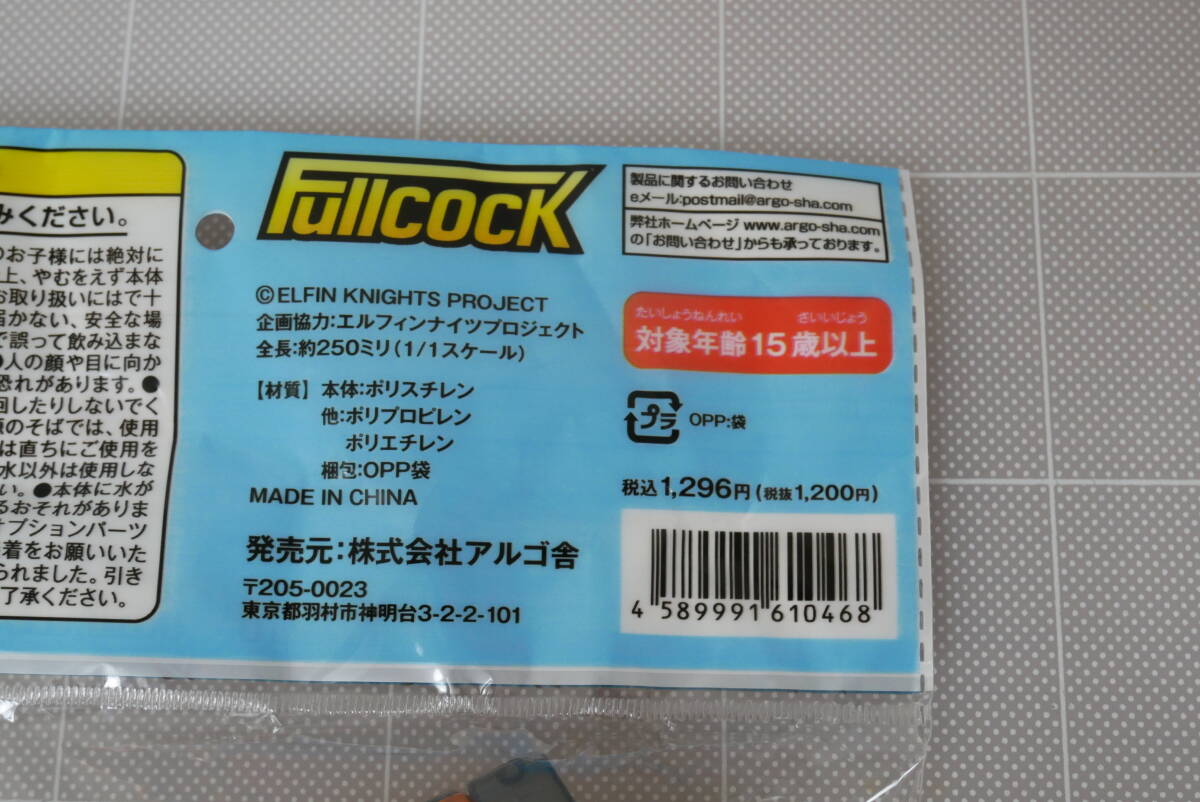 みください。
のお子様には絶対に
上、やむをえず本体
お取り扱いにはで十
届かない、安全な場
で誤って飲み込まな
●人の顔や目に向か
恐れがあります。●
回したりしないでく
のそばでは、使用
は直ちにご使用を
水以外は使用しな
い。●本体に水が
るおそれがありま
オプションパーツ
着をお願いいた
られました。引き
了承ください。
Fullcock
©ELFIN KNIGHTS PROJECT
企画協力:エルフィンナイツプロジェクト
全長:約250ミリ(1/1スケール)
【材質】 本体:ポリスチレン
他:ポリプロピレン
ポリエチレン
梱包:OPP袋
MADE IN CHINA
発売元:株式会社アルゴ舎
〒205-0023
東京都羽村市神明台3-2-2-101
製品に関するお問い合わせ
eメール:postmail@argo-sha.com
弊社ホームページ www.argo-sha.com
の「お問い合わせ」からも承っております。
たいしょうねんれい さいいじょう
対象年齢15歳以上
プラ OPP:袋
税込1,296円(税抜1,200円)
4 589991 610468